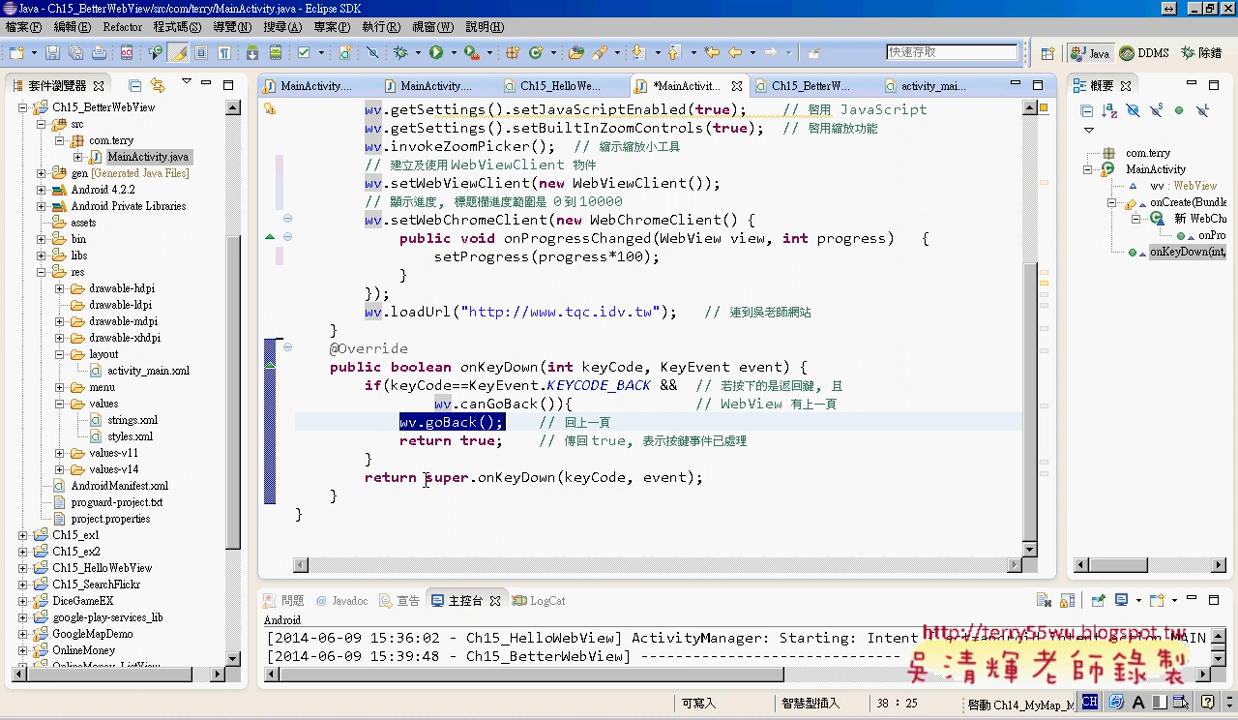 Java - Ch15_BetterWebView/src/com/terry/MainActivity.java - Eclipse SDK
檔案(F) 編輯(E) Refactor 程式碼(S) 導覽(N) 搜尋(A) 專案(P) 執行(R) 視窗(W) 說明(H)
快速存取 Java DDMS 除錯
套件瀏覽器
MainActivity.... MainActivity.... Ch15_HelloWe... *MainActivit... Ch15_BetterW... activity_mai...
概要
Ch15_BetterWebView
src
com.terry
MainActivity.java
gen [Generated Java Files]
Android 4.2.2
Android Private Libraries
assets
bin
libs
res
drawable-hdpi
drawable-ldpi
drawable-mdpi
drawable-xhdpi
layout
activity_main.xml
menu
values
strings.xml
styles.xml
values-v11
values-v14
AndroidManifest.xml
proguard-project.txt
project.properties
Ch15_ex1
Ch15_ex2
Ch15_HelloWebView
Ch15_SearchFlickr
DiceGameEX
google-play-services_lib
GoogleMapDemo
OnlineMoney
OnlineMoney_ListView
wv.getSettings().setJavaScriptEnabled(true); // 啓用 JavaScript
wv.getSettings().setBuiltInZoomControls(true); // 啓用縮放功能
wv.invokeZoomPicker(); // 縮示縮放小工具
// 建立及使用 WebViewClient 物件
wv.setWebViewClient(new WebViewClient());
// 顯示進度, 標題欄進度範圍是 0 到 10000
wv.setWebChromeClient(new WebChromeClient() {
public void onProgressChanged(WebView view, int progress) {
setProgress(progress*100);
}
});
wv.loadUrl("http://www.tqc.idv.tw"); // 連到吳老師網站
}
@Override
public boolean onKeyDown(int keyCode, KeyEvent event) {
if(keyCode==KeyEvent.KEYCODE_BACK && // 若按下的是返回鍵, 且
wv.canGoBack()){ // WebView 有上一頁
wv.goBack(); // 回上一頁
return true; // 傳回 true, 表示按鍵事件已處理
}
return super.onKeyDown(keyCode, event);
}
}
com.terry
MainActivity
wv : WebView
onCreate(Bundle
新 WebCh
onPro
onKeyDown(int,
問題 Javadoc 宣告 主控台 LogCat
Android
[2014-06-09 15:36:02 - Ch15_HelloWebView] ActivityManager: Starting: Intent
[2014-06-09 15:39:48 - Ch15_BetterWebView] ------------------------------
http://terry55wu.blogspot.tw
吳清輝老師錄製
可寫入 智慧型插入 38 : 25 啓動 Ch14_MyMap_M CH